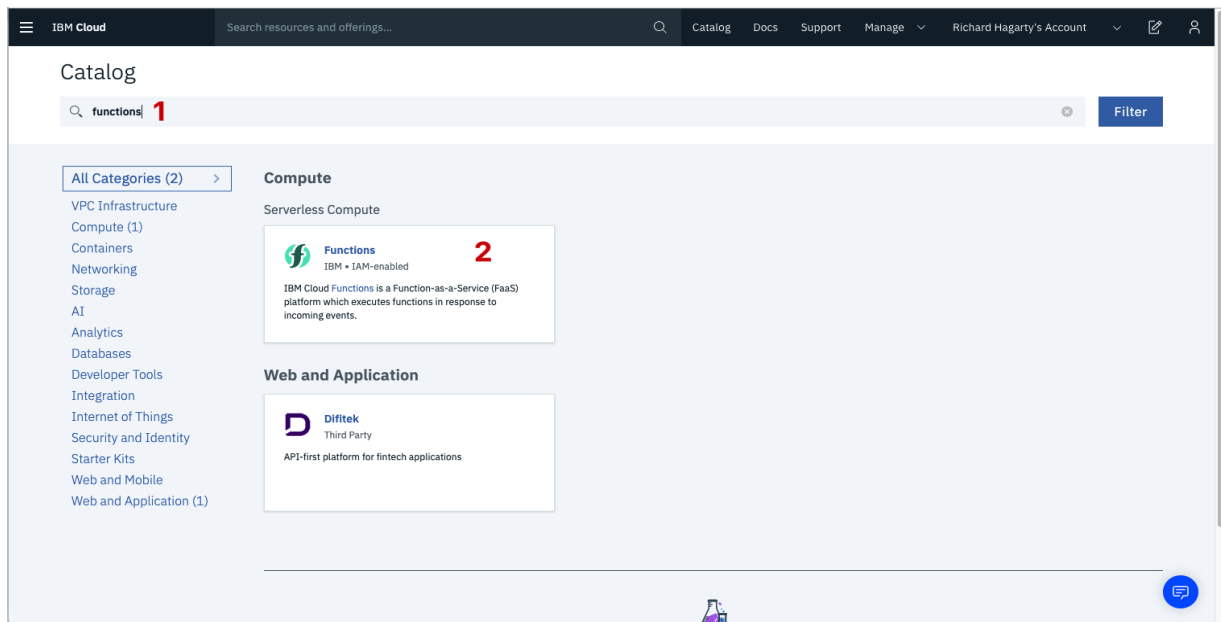 IBM Cloud
Search resources and offerings...
Catalog
Docs
Support
Manage
Richard Hagarty's Account
Catalog
functions 1
Filter
All Categories (2)
VPC Infrastructure
Compute (1)
Containers
Networking
Storage
AI
Analytics
Databases
Developer Tools
Integration
Internet of Things
Security and Identity
Starter Kits
Web and Mobile
Web and Application (1)
Compute
Serverless Compute
Functions
2
IBM • IAM-enabled
IBM Cloud Functions is a Function-as-a-Service (FaaS)
platform which executes functions in response to
incoming events.
Web and Application
Difitek
Third Party
API-first platform for fintech applications